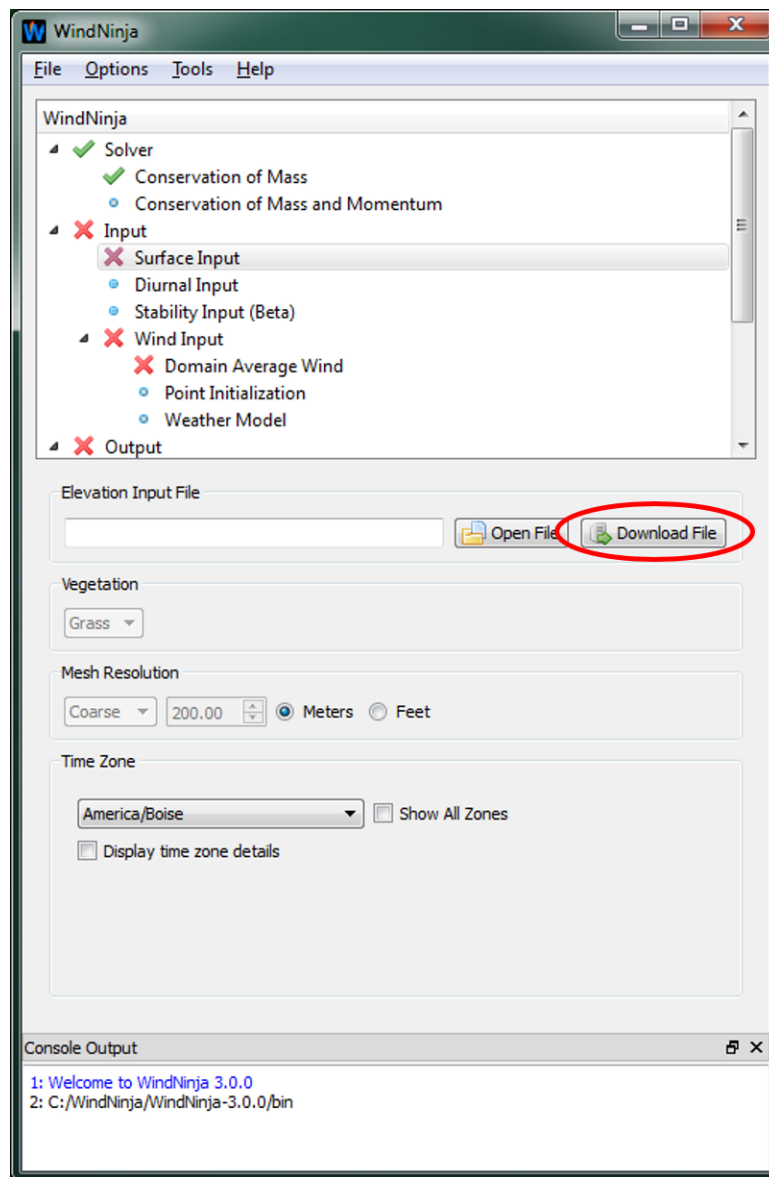 WindNinja
File Options Tools Help
WindNinja
Solver
Conservation of Mass
Conservation of Mass and Momentum
Input
Surface Input
Diurnal Input
Stability Input (Beta)
Wind Input
Domain Average Wind
Point Initialization
Weather Model
Output
Elevation Input File
Open File Download File
Vegetation
Grass
Mesh Resolution
Coarse 200.00 Meters Feet
Time Zone
America/Boise Show All Zones
Display time zone details
Console Output
1: Welcome to WindNinja 3.0.0
2: C:/WindNinja/WindNinja-3.0.0/bin